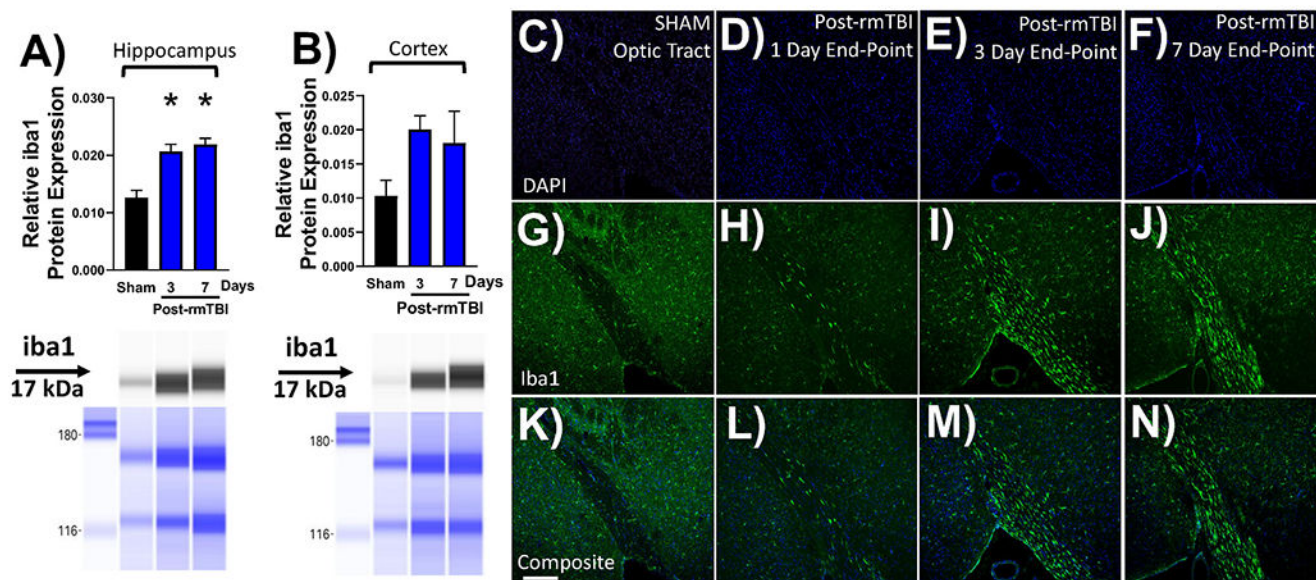 A)
Hippocampus
Relative iba1
Protein Expression
0.030
0.020
0.010
0.000
* *
Sham 3 7 Days
Post-rmTBI
iba1
17 kDa
180
116
B)
Cortex
Relative iba1
Protein Expression
0.025
0.020
0.015
0.010
0.005
0.000
Sham 3 7 Days
Post-rmTBI
iba1
17 kDa
180
116
C) SHAM
Optic Tract
DAPI
D) Post-rmTBI
1 Day End-Point
E) Post-rmTBI
3 Day End-Point
F) Post-rmTBI
7 Day End-Point
G)
Iba1
H)
I)
J)
K)
Composite
L)
M)
N)